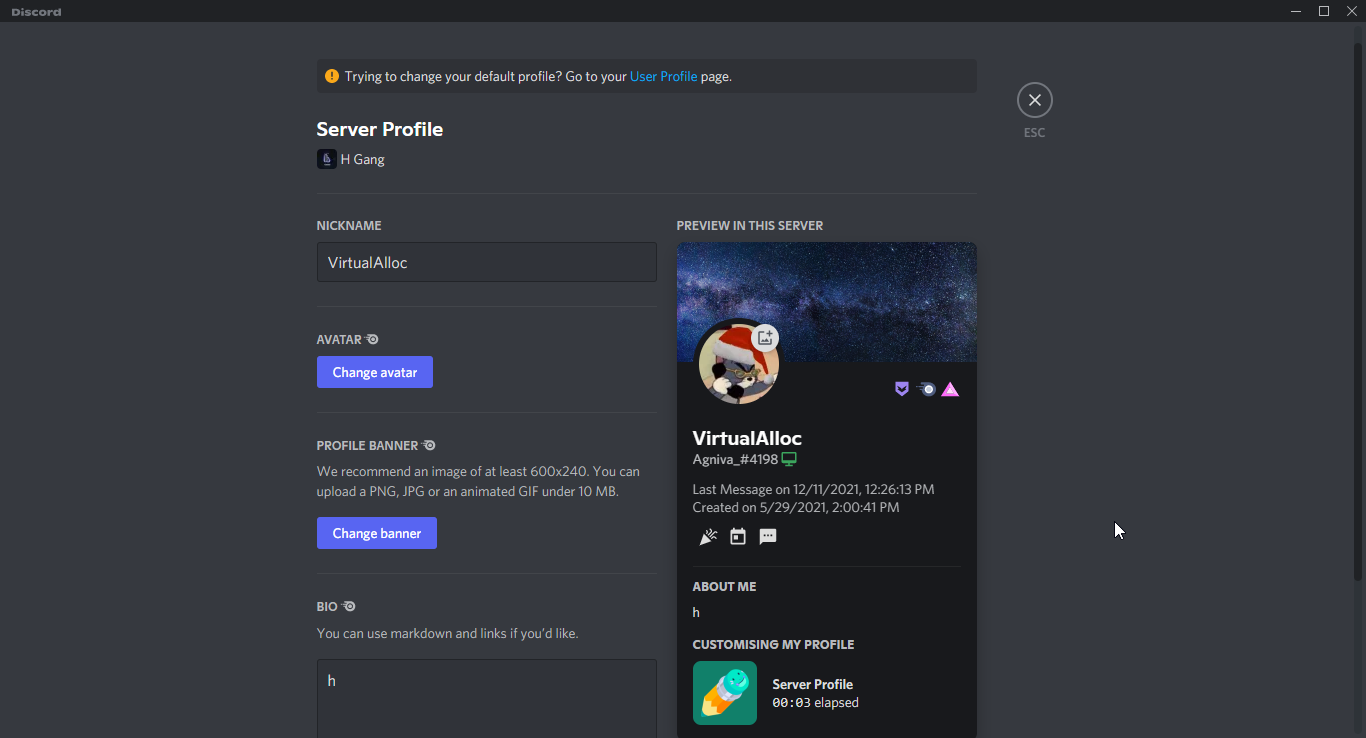 Discord
Trying to change your default profile? Go to your User Profile page.
ESC
Server Profile
H Gang
NICKNAME
VirtualAlloc
AVATAR
Change avatar
PROFILE BANNER
We recommend an image of at least 600x240. You can
upload a PNG, JPG or an animated GIF under 10 MB.
Change banner
BIO
You can use markdown and links if you'd like.
h
PREVIEW IN THIS SERVER
VirtualAlloc
Agniva_#4198
Last Message on 12/11/2021, 12:26:13 PM
Created on 5/29/2021, 2:00:41 PM
ABOUT ME
h
CUSTOMISING MY PROFILE
Server Profile
00:03 elapsed